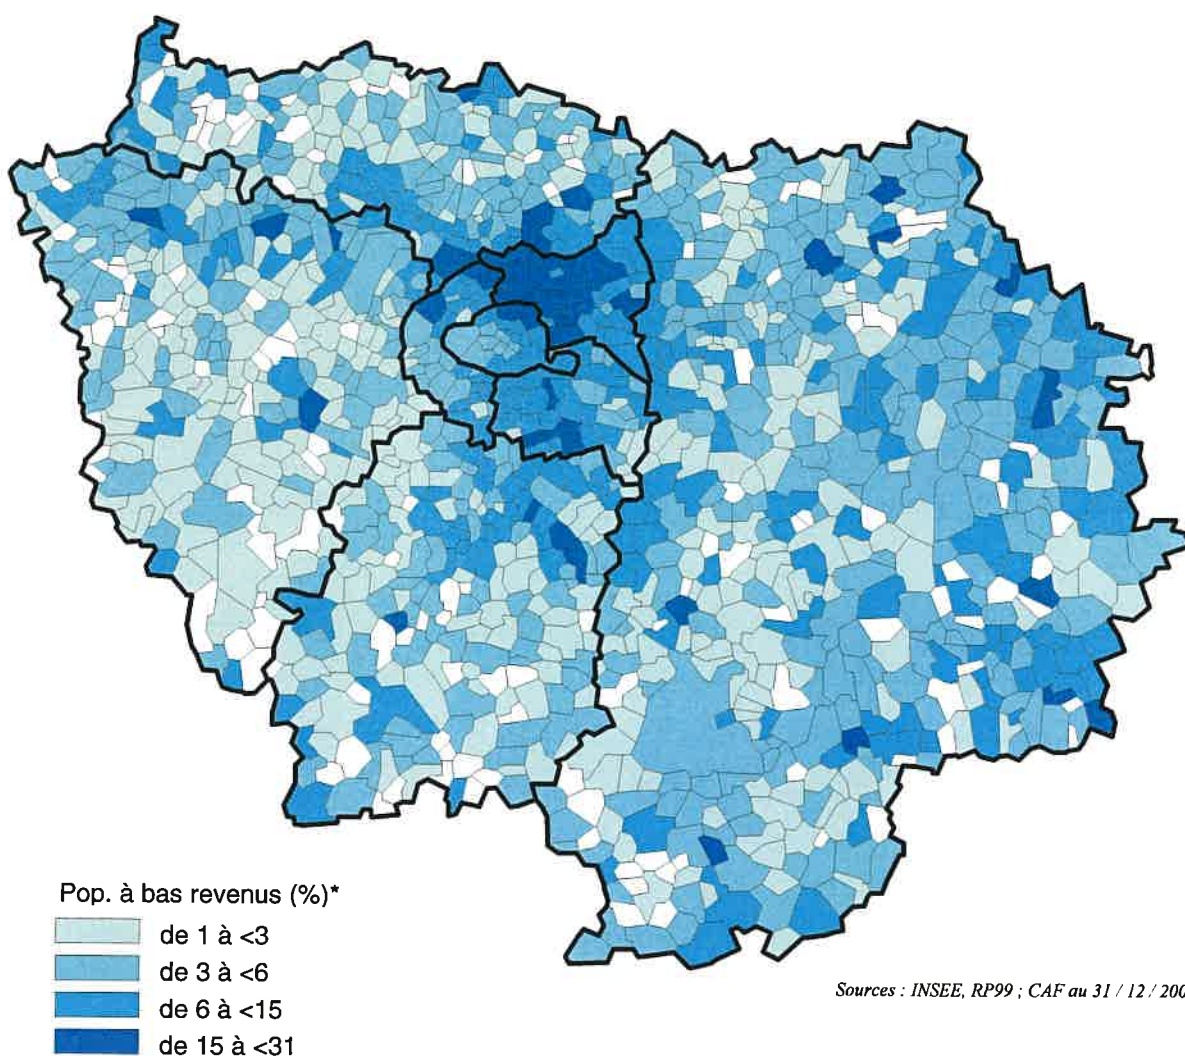 Pop. à bas revenus (%)*
de 1 à <3
de 3 à <6
de 6 à <15
de 15 à <31
Sources : INSEE, RP99 ; CAF au 31 / 12 / 200